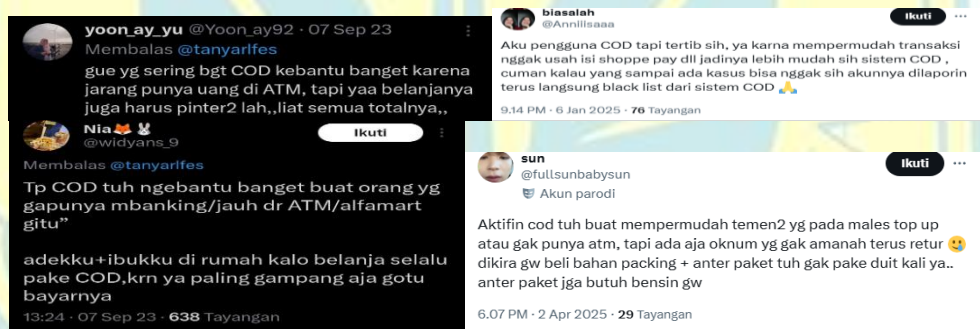 yoon_ay_yu @Yoon_ay92 · 07 Sep 23
Membalas @tanyarlfes
gue yg sering bgt COD kebantu banget karena
jarang punya uang di ATM, tapi yaa belanjanya
juga harus pinter2 lah,,liat semua totalnya,,
biasalah
@Anniiisaaa
Ikuti
Aku pengguna COD tapi tertib sih, ya karna mempermudah transaksi
nggak usah isi shoppe pay dll jadinya lebih mudah sih sistem COD ,
cuman kalau yang sampai ada kasus bisa nggak sih akunnya dilaporin
terus langsung black list dari sistem COD 🙏
9.14 PM · 6 Jan 2025 · 76 Tayangan
Nia🦊🐰
@widyans_9
Ikuti
Membalas @tanyarlfes
Tp COD tuh ngebantu banget buat orang yg
gapunya mbanking/jauh dr ATM/alfamart
gitu”
adekku+ibukku di rumah kalo belanja selalu
pake COD,krn ya paling gampang aja gotu
bayarnya
13:24 · 07 Sep 23 · 638 Tayangan
sun
@fullsunbabysun
Akun parodi
Ikuti
Aktifin cod tuh buat mempermudah temen2 yg pada males top up
atau gak punya atm, tapi ada aja oknum yg gak amanah terus retur 🥲
dikira gw beli bahan packing + anter paket tuh gak pake duit kali ya..
anter paket jga butuh bensin gw
6.07 PM · 2 Apr 2025 · 29 Tayangan